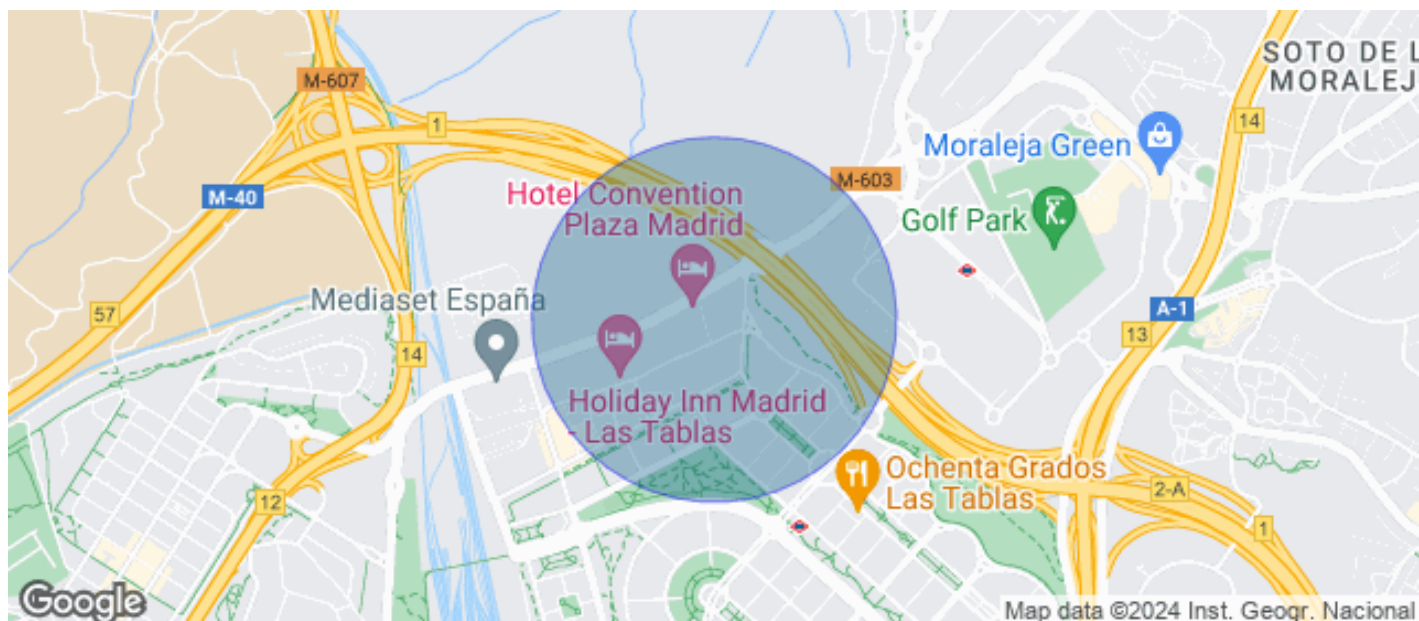 SOTO DE L
MORALEJ
M-607
1
14
Moraleja Green
M-603
M-40
Hotel Convention
Plaza Madrid
Golf Park
57
Mediaset España
A-1
13
14
Holiday Inn Madrid
- Las Tablas
Ochenta Grados
Las Tablas
2-A
12
1
Google
Map data ©2024 Inst. Geogr. Nacional